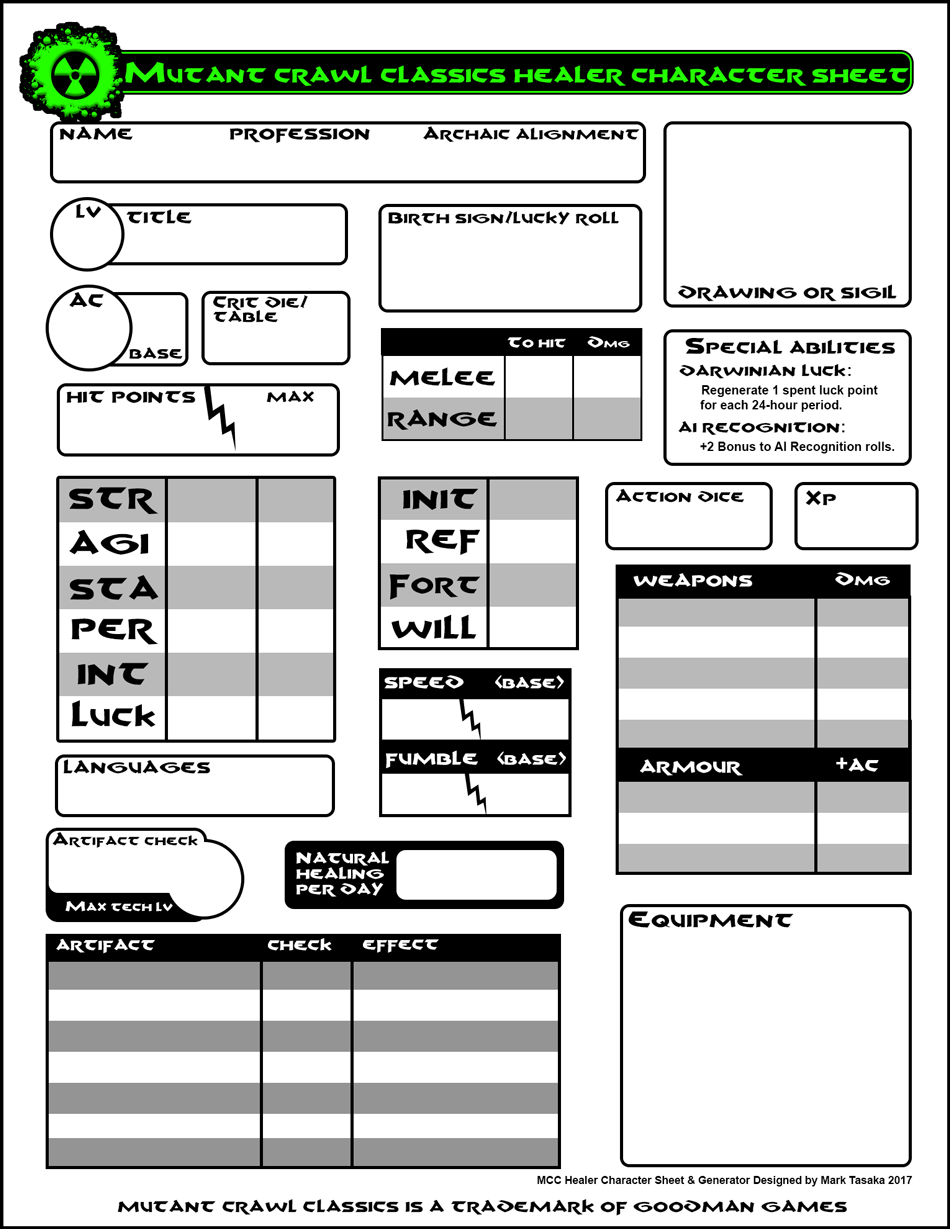 Mutant crawl classics healer character sheet
NAME PROFESSION Archaic alignment
LV TITLE
Birth sign/lucky roll
DRAWING OR SIGIL
AC
BASE
Crit die/
table
To hit Dmg
MELEE
RANGE
HIT POINTS MAX
Special abilities
Darwinian luck:
Regenerate 1 spent luck point
for each 24-hour period.
AI recognition:
+2 Bonus to AI Recognition rolls.
STR
AGI
STA
PER
INT
Luck
INIT
REF
Fort
WILL
Action dice
Xp
WEAPONS Dmg
ARMOUR +AC
SPEED (BASE)
FUMBLE (BASE)
LANGUAGES
Artifact check
Max tech lv
Natural
healing
per day
Equipment
ARTIFACT CHECK EFFECT
MCC Healer Character Sheet & Generator Designed by Mark Tasaka 2017
MUTANT CRAWL CLASSICS IS A TRADEMARK OF GOODMAN GAMES